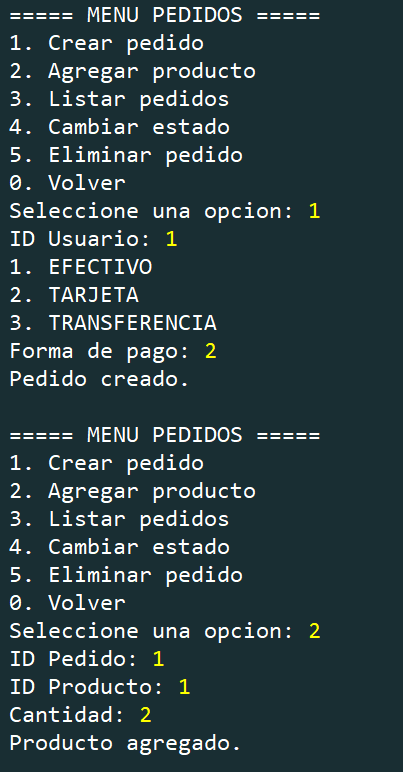 ===== MENU PEDIDOS =====
1. Crear pedido
2. Agregar producto
3. Listar pedidos
4. Cambiar estado
5. Eliminar pedido
0. Volver
Seleccione una opcion: 1
ID Usuario: 1
1. EFECTIVO
2. TARJETA
3. TRANSFERENCIA
Forma de pago: 2
Pedido creado.

===== MENU PEDIDOS =====
1. Crear pedido
2. Agregar producto
3. Listar pedidos
4. Cambiar estado
5. Eliminar pedido
0. Volver
Seleccione una opcion: 2
ID Pedido: 1
ID Producto: 1
Cantidad: 2
Producto agregado.